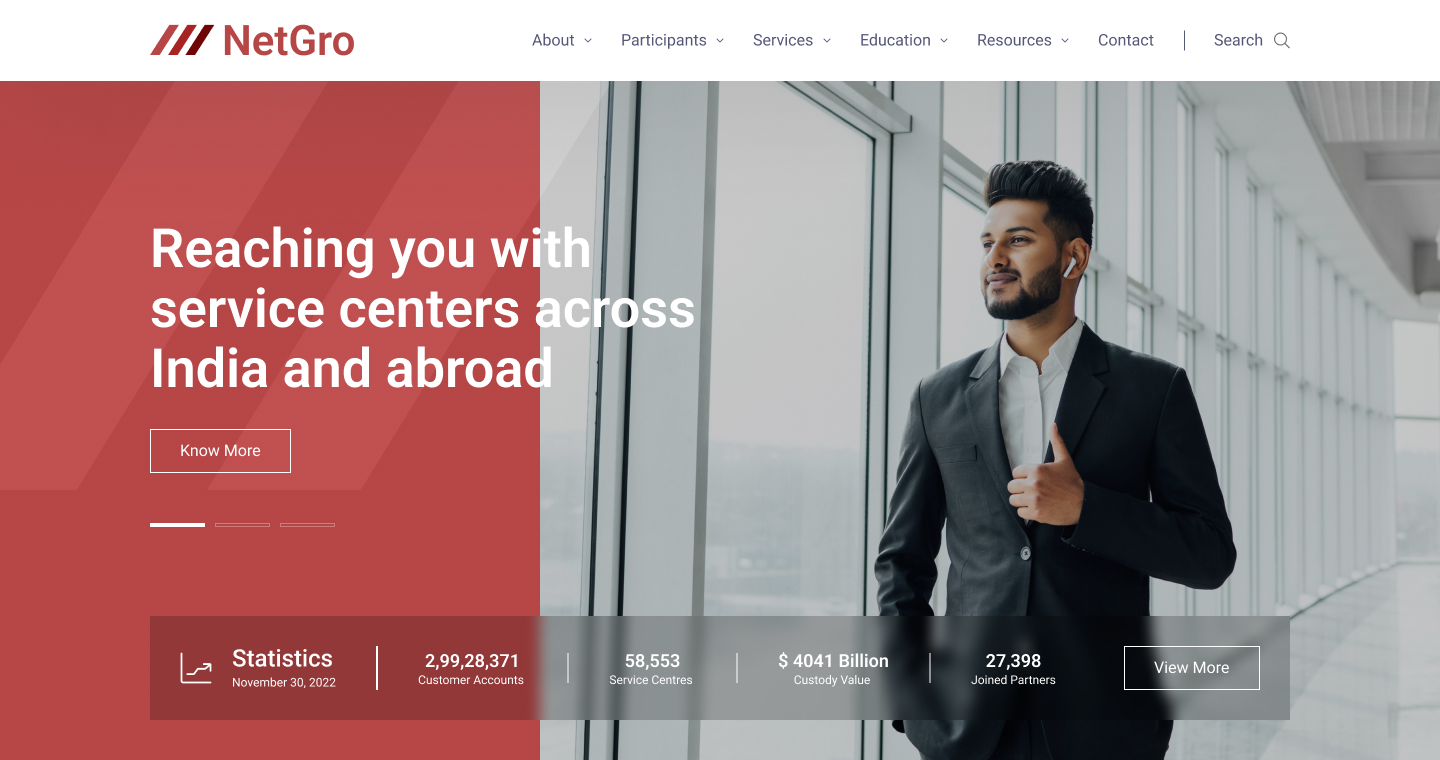 NetGro
About
Participants
Services
Education
Resources
Contact
Search
Reaching you with
service centers across
India and abroad
Know More
Statistics
November 30, 2022
2,99,28,371
Customer Accounts
58,553
Service Centres
$ 4041 Billion
Custody Value
27,398
Joined Partners
View More